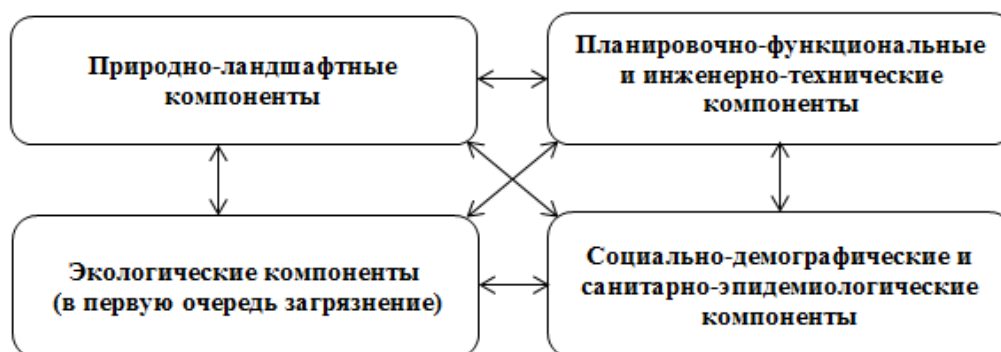 Природно-ландшафтные
компоненты
Планировочно-функциональные
и инженерно-технические
компоненты
Экологические компоненты
(в первую очередь загрязнение)
Социально-демографические и
санитарно-эпидемиологические
компоненты